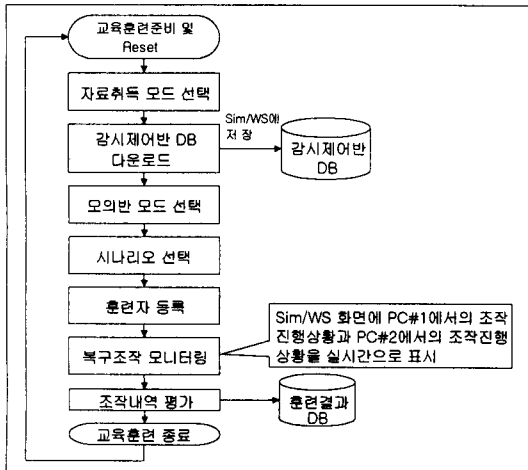 교육훈련준비 및
Reset
자료취득 모드 선택
감시제어반 DB
다운로드
Sim/WS에
저 장
감시제어반
DB
모의반 모드 선택
시나리오 선택
훈련자 등록
Sim/WS 화면에 PC#1에서의 조작
진행상황과 PC#2에서의 조작진행
상황을 실시간으로 표시
복구조작 모니터링
조작내역 평가
훈련결과
DB
교육훈련 종료